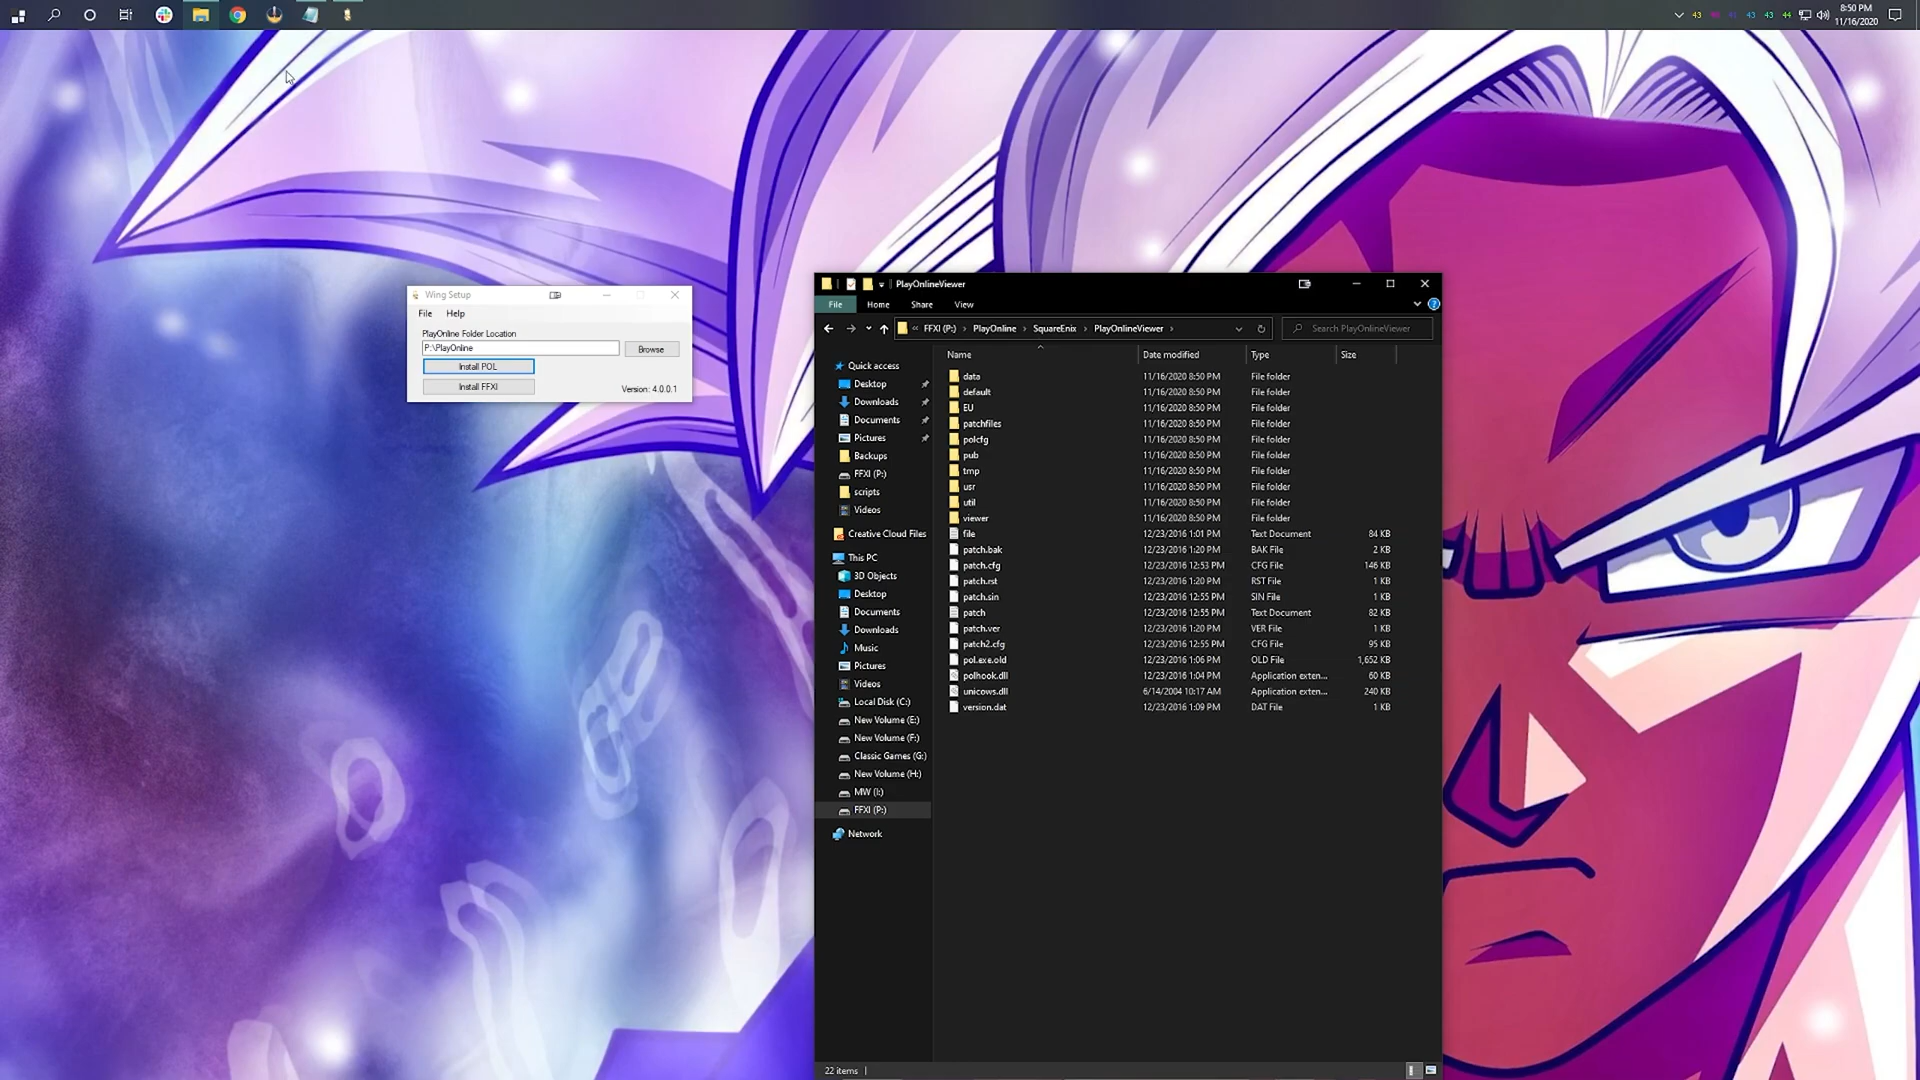 43
43
43
44
8:50 PM
11/16/2020
Wing Setup
File Help
PlayOnline Folder Location
P:\PlayOnline
Browse
Install POL
Install FFXI
Version: 4.0.0.1
PlayOnlineViewer
File Home Share View
« FFXI (P:) › PlayOnline › SquareEnix › PlayOnlineViewer ›
Search PlayOnlineViewer
Quick access
Desktop
Downloads
Documents
Pictures
Backups
FFXI (P:)
scripts
Videos
Creative Cloud Files
This PC
3D Objects
Desktop
Documents
Downloads
Music
Pictures
Videos
Local Disk (C:)
New Volume (E:)
New Volume (F:)
Classic Games (G:)
New Volume (H:)
MW (I:)
FFXI (P:)
Network
Name Date modified Type Size
data 11/16/2020 8:50 PM File folder
default 11/16/2020 8:50 PM File folder
EU 11/16/2020 8:50 PM File folder
patchfiles 11/16/2020 8:50 PM File folder
polcfg 11/16/2020 8:50 PM File folder
pub 11/16/2020 8:50 PM File folder
tmp 11/16/2020 8:50 PM File folder
usr 11/16/2020 8:50 PM File folder
util 11/16/2020 8:50 PM File folder
viewer 11/16/2020 8:50 PM File folder
file 12/23/2016 1:01 PM Text Document 84 KB
patch.bak 12/23/2016 1:20 PM BAK File 2 KB
patch.cfg 12/23/2016 12:53 PM CFG File 146 KB
patch.rst 12/23/2016 1:20 PM RST File 1 KB
patch.sin 12/23/2016 12:55 PM SIN File 1 KB
patch 12/23/2016 12:55 PM Text Document 82 KB
patch.ver 12/23/2016 1:20 PM VER File 1 KB
patch2.cfg 12/23/2016 12:55 PM CFG File 95 KB
pol.exe.old 12/23/2016 1:06 PM OLD File 1,652 KB
polhook.dll 12/23/2016 1:04 PM Application exten... 60 KB
unicows.dll 6/14/2004 10:17 AM Application exten... 240 KB
version.dat 12/23/2016 1:09 PM DAT File 1 KB
22 items